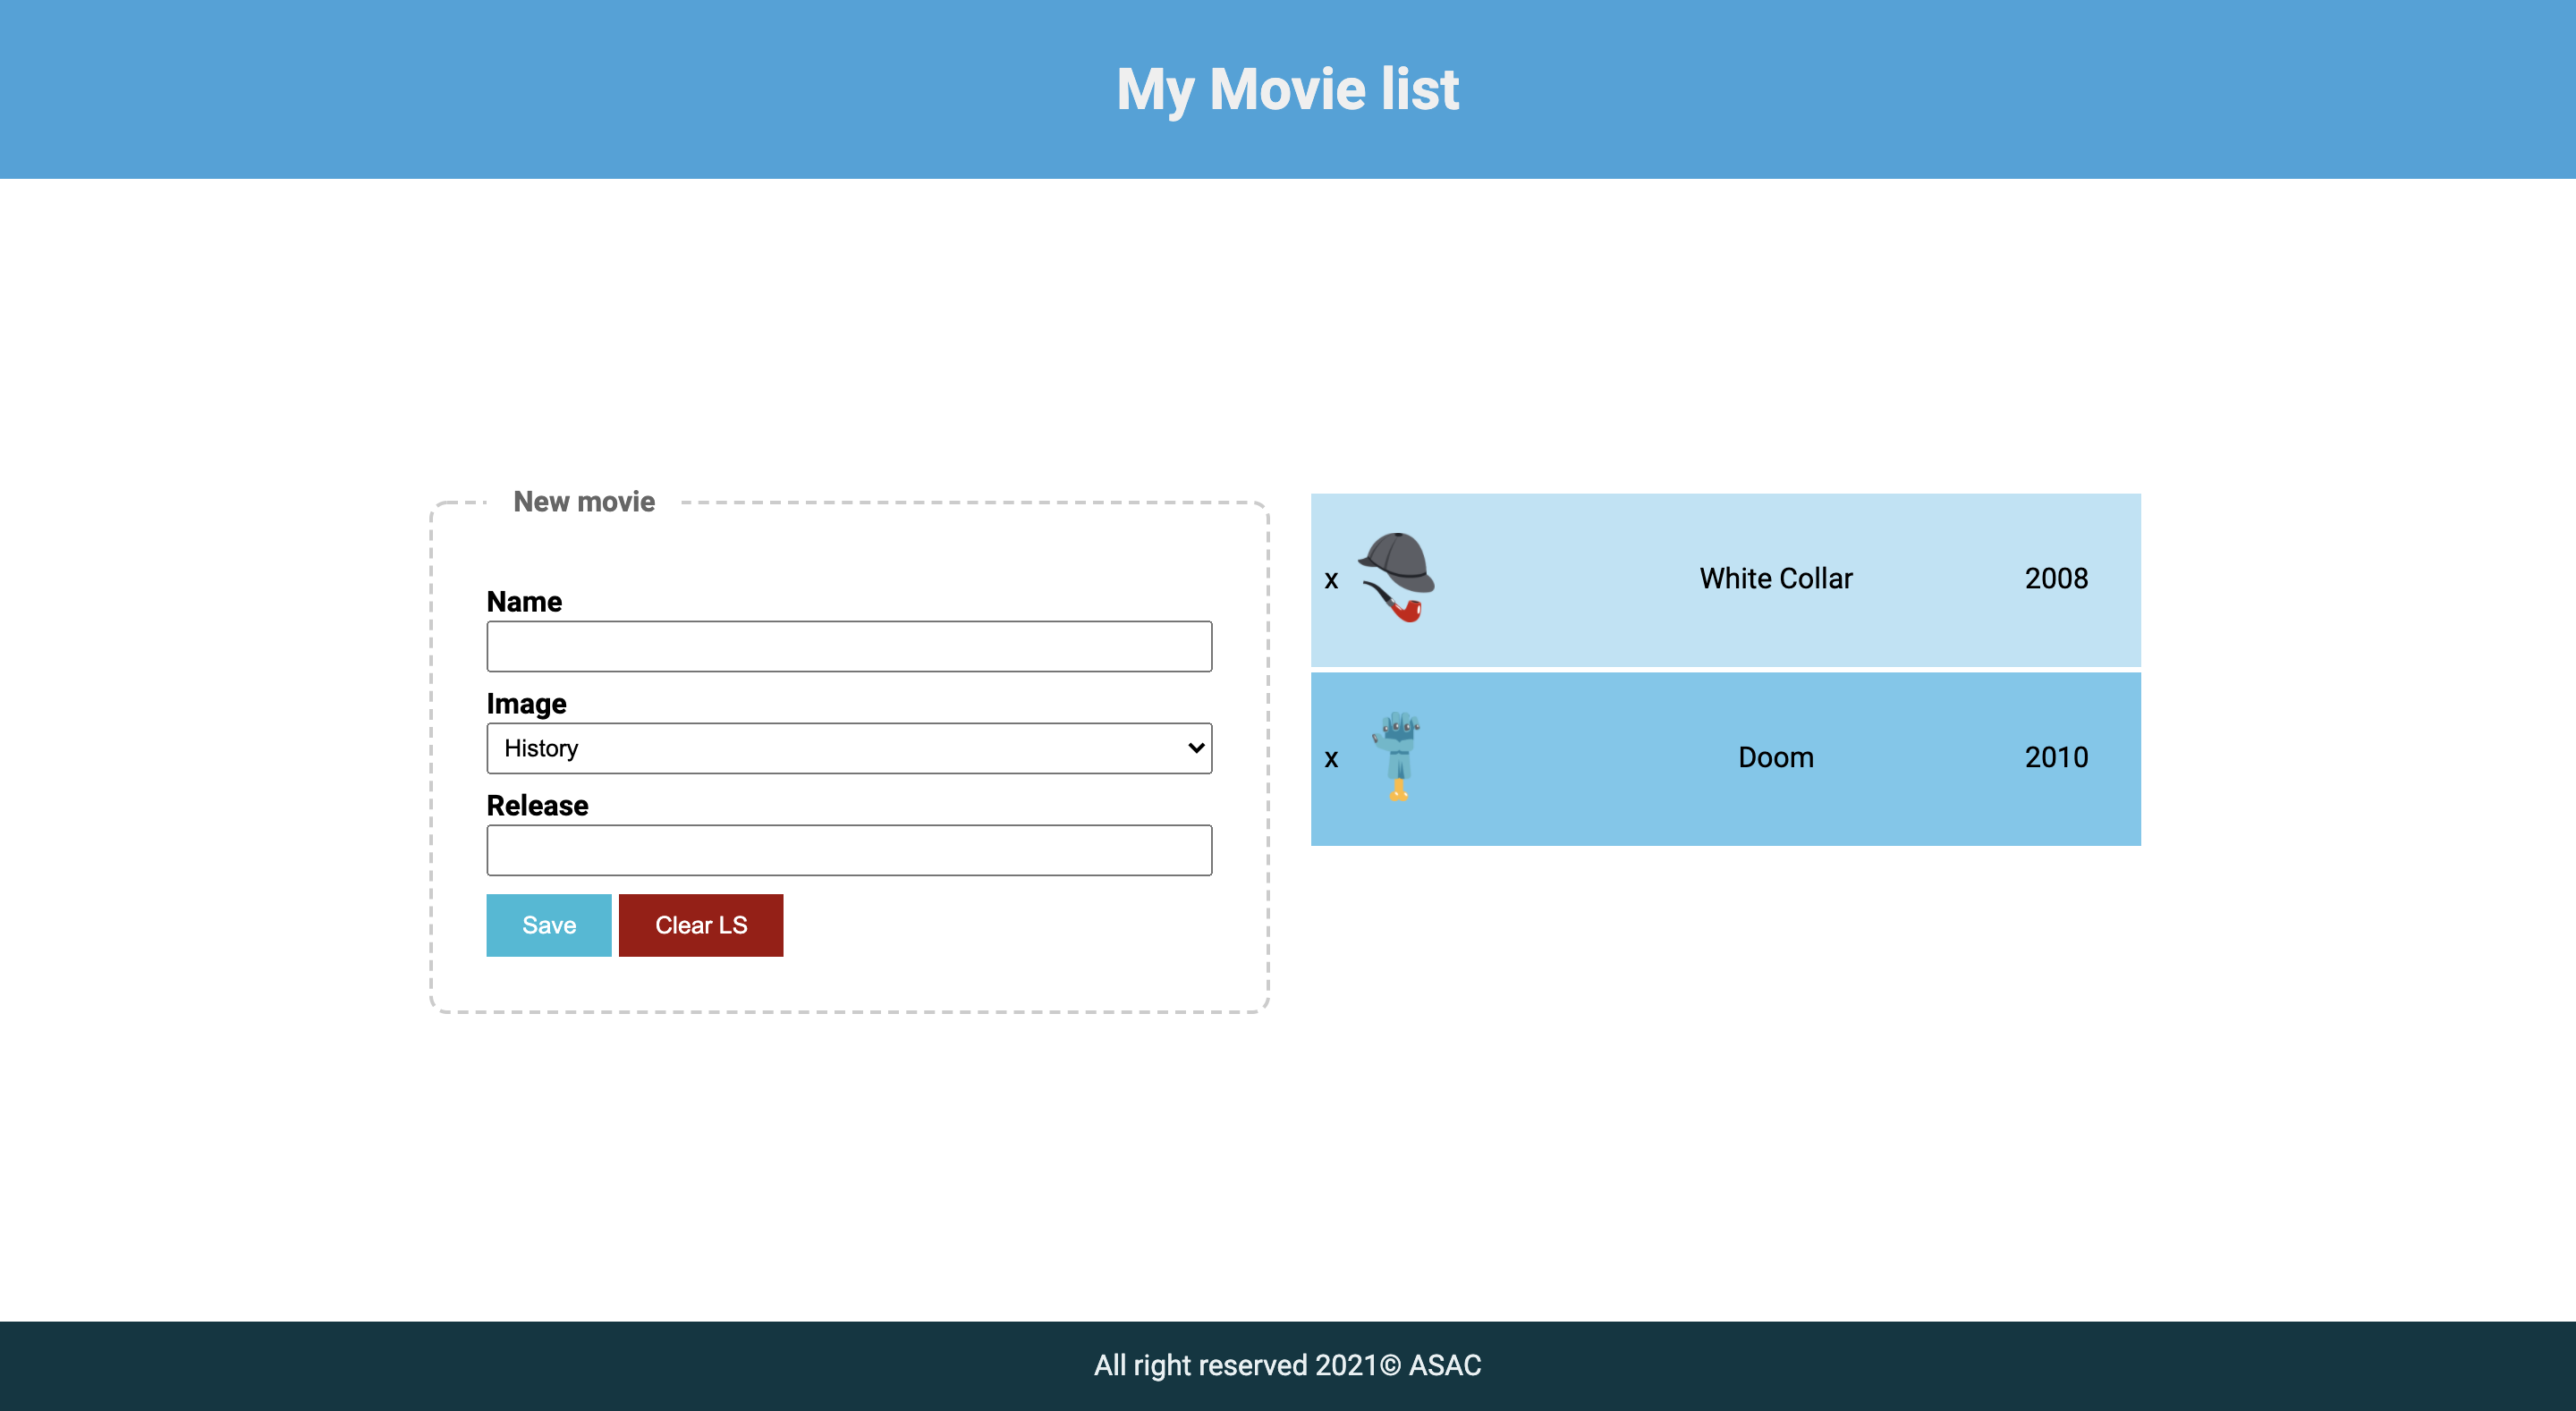 My Movie list
New movie
Name
Image
History
Release
Save Clear LS
x White Collar 2008
x Doom 2010
All right reserved 2021© ASAC